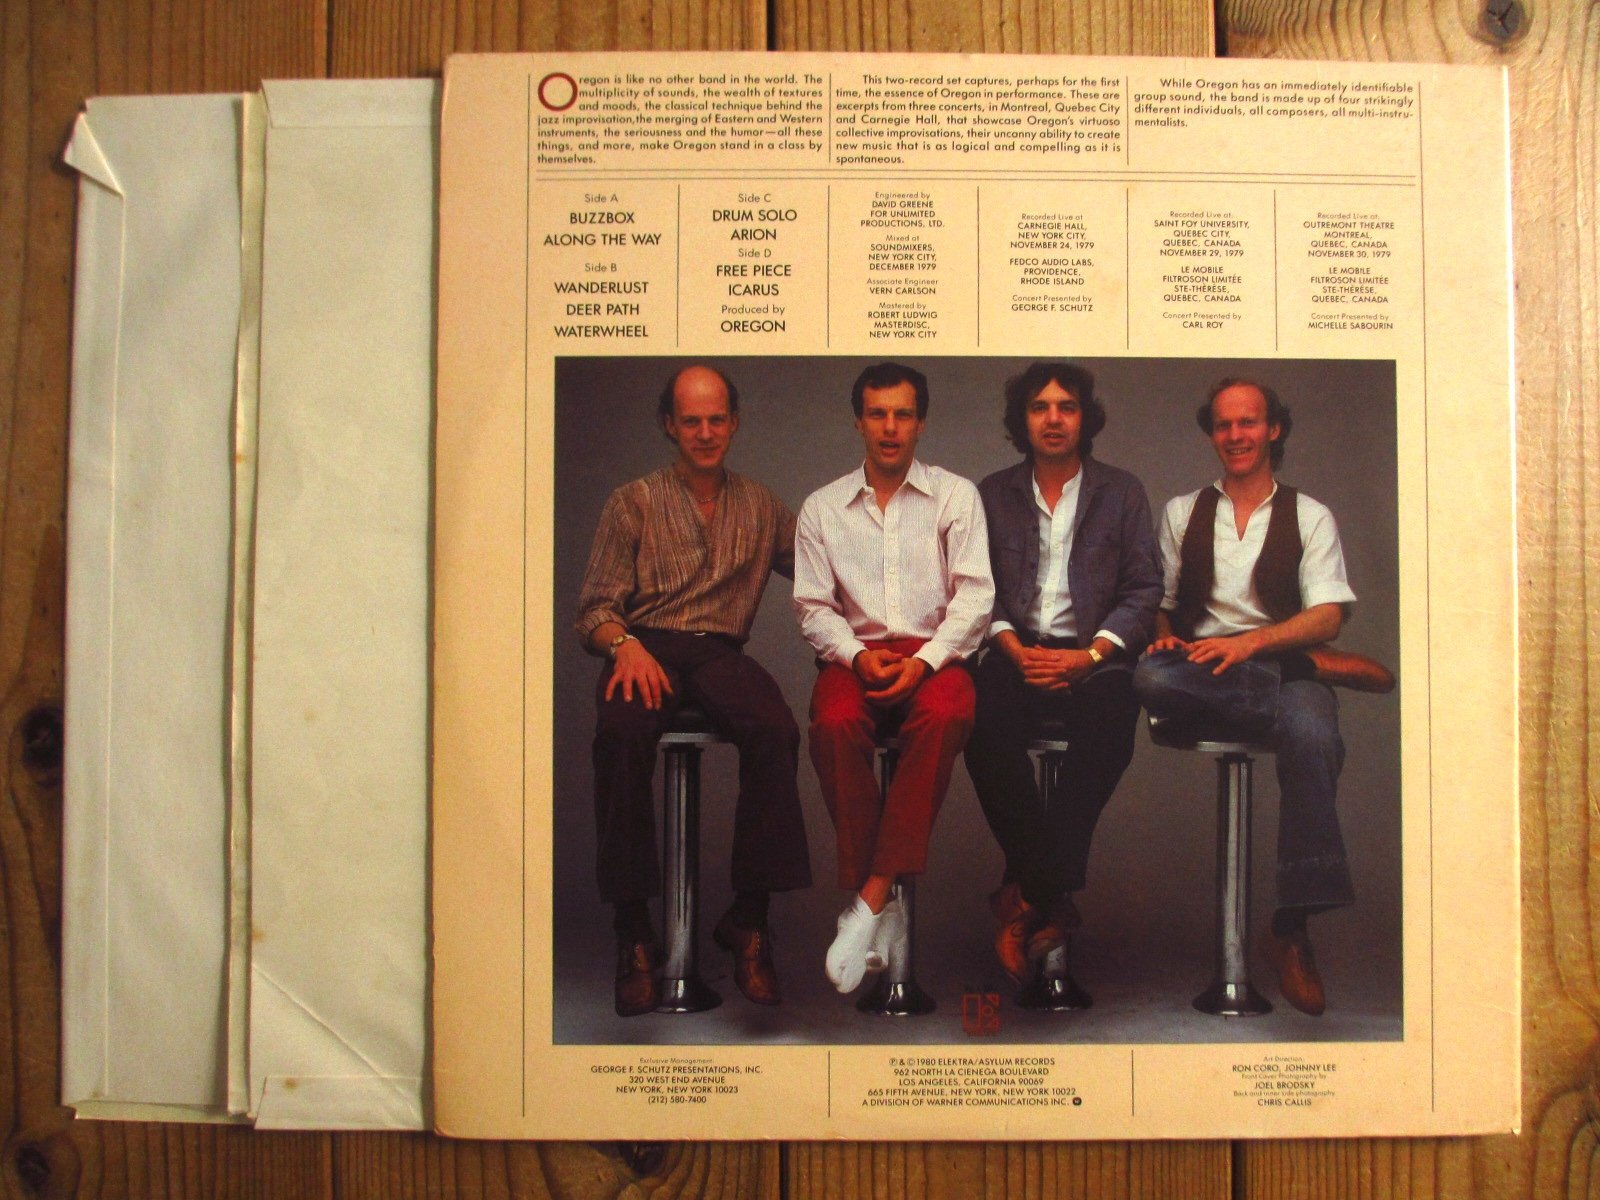 Oregon is like no other band in the world. The
multiplicity of sounds, the wealth of textures
and moods, the classical technique behind the
jazz improvisation, the merging of Eastern and Western
instruments, the seriousness and the humor—all these
things, and more, make Oregon stand in a class by
themselves.
This two-record set captures, perhaps for the first
time, the essence of Oregon in performance. These are
excerpts from three concerts, in Montreal, Quebec City
and Carnegie Hall, that showcase Oregon's virtuoso
collective improvisations, their uncanny ability to create
new music that is as logical and compelling as it is
spontaneous.
While Oregon has an immediately identifiable
group sound, the band is made up of four strikingly
different individuals, all composers, all multi-instru-
mentalists.
Side A
BUZZBOX
ALONG THE WAY
Side B
WANDERLUST
DEER PATH
WATERWHEEL
Side C
DRUM SOLO
ARION
Side D
FREE PIECE
ICARUS
Produced by
OREGON
Engineered by
DAVID GREENE
FOR UNLIMITED
PRODUCTIONS, LTD.
Mixed at
SOUNDMIXERS,
NEW YORK CITY,
DECEMBER 1979
Associate Engineer
VERN CARLSON
Mastered by
ROBERT LUDWIG
MASTERDISC,
NEW YORK CITY
Recorded Live at
CARNEGIE HALL,
NEW YORK CITY,
NOVEMBER 24, 1979
FEDCO AUDIO LABS,
PROVIDENCE,
RHODE ISLAND
Concert Presented by
GEORGE F. SCHUTZ
Recorded Live at:
SAINT FOY UNIVERSITY,
QUEBEC CITY,
QUEBEC, CANADA
NOVEMBER 29, 1979
LE MOBILE
FILTROSON LIMITÉE
STE-THÉRÈSE,
QUEBEC, CANADA
Concert Presented by
CARL ROY
Recorded Live at:
OUTREMONT THEATRE
MONTREAL,
QUEBEC, CANADA
NOVEMBER 30, 1979
LE MOBILE
FILTROSON LIMITÉE
STE-THÉRÈSE,
QUEBEC, CANADA
Concert Presented by
MICHELLE SABOURIN
Exclusive Management:
GEORGE F. SCHUTZ PRESENTATIONS, INC.
320 WEST END AVENUE
NEW YORK, NEW YORK 10023
(212) 580-7400
℗ & © 1980 ELEKTRA/ASYLUM RECORDS
962 NORTH LA CIENEGA BOULEVARD
LOS ANGELES, CALIFORNIA 90069
665 FIFTH AVENUE, NEW YORK, NEW YORK 10022
A DIVISION OF WARNER COMMUNICATIONS INC.
Art Direction:
RON CORO, JOHNNY LEE
Front Cover Photography by
JOEL BRODSKY
Back and inner side photography
CHRIS CALLIS